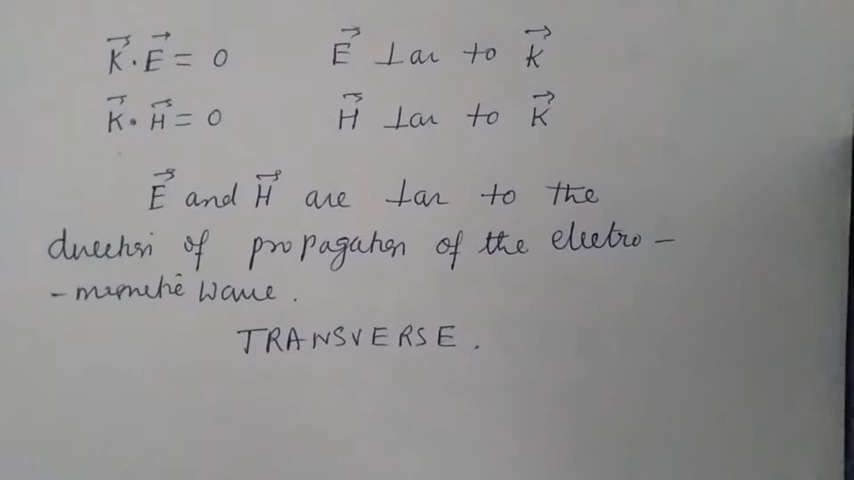 K⃗ · E⃗ = 0 E⃗ ⊥ar to K⃗
K⃗ · H⃗ = 0 H⃗ ⊥ar to K⃗
E⃗ and H⃗ are ⊥ar to the
direction of propagation of the electro –
– magnetic wave .
TRANSVERSE .